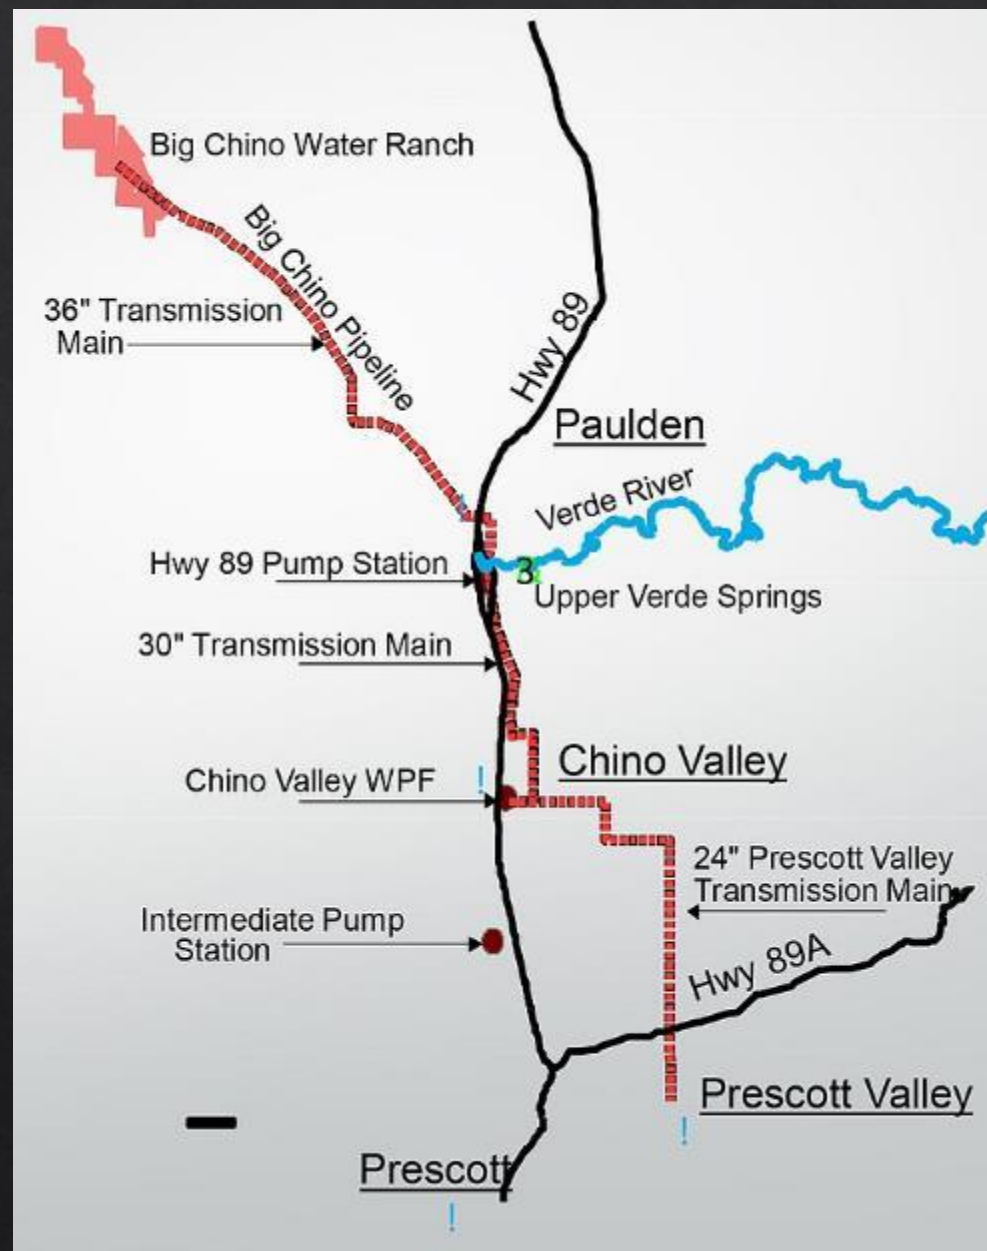 Big Chino Water Ranch
Big Chino Pipeline
36" Transmission
Main
Hwy 89
Paulden
Verde River
Hwy 89 Pump Station
3
Upper Verde Springs
30" Transmission Main
Chino Valley
Chino Valley WPF
!
24" Prescott Valley
Transmission Main
Intermediate Pump
Station
Hwy 89A
Prescott Valley
!
Prescott
!